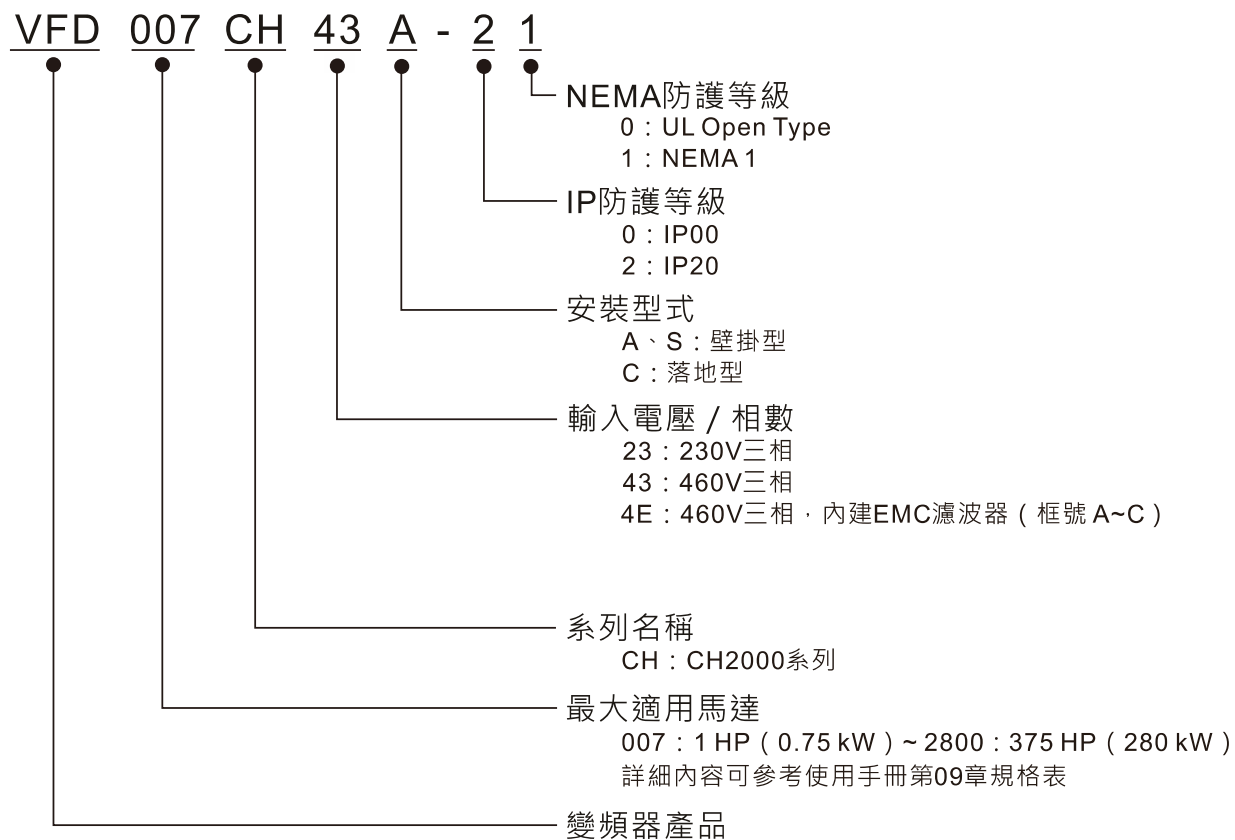 VFD 007 CH 43 A - 2 1
NEMA防護等級
0：UL Open Type
1：NEMA 1
IP防護等級
0：IP00
2：IP20
安裝型式
A、S：壁掛型
C：落地型
輸入電壓 / 相數
23：230V三相
43：460V三相
4E：460V三相，內建EMC濾波器（框號 A~C）
系列名稱
CH：CH2000系列
最大適用馬達
007：1 HP（0.75 kW）~ 2800：375 HP（280 kW）
詳細內容可參考使用手冊第09章規格表
變頻器產品